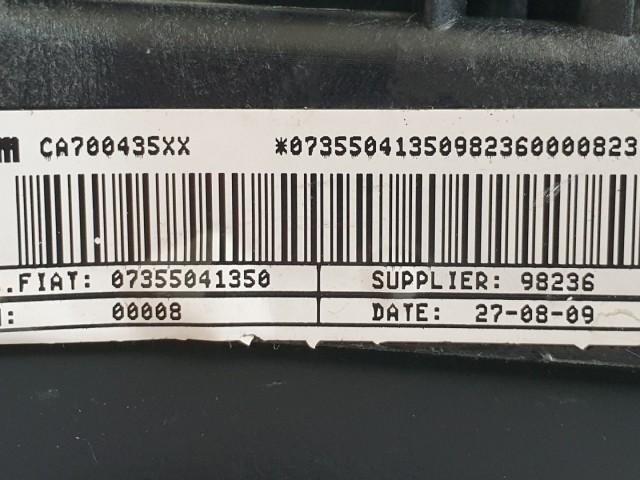 m CA700435XX *07355041350982360000823
.FIAT: 07355041350 SUPPLIER: 98236
: 00008 DATE: 27-08-09